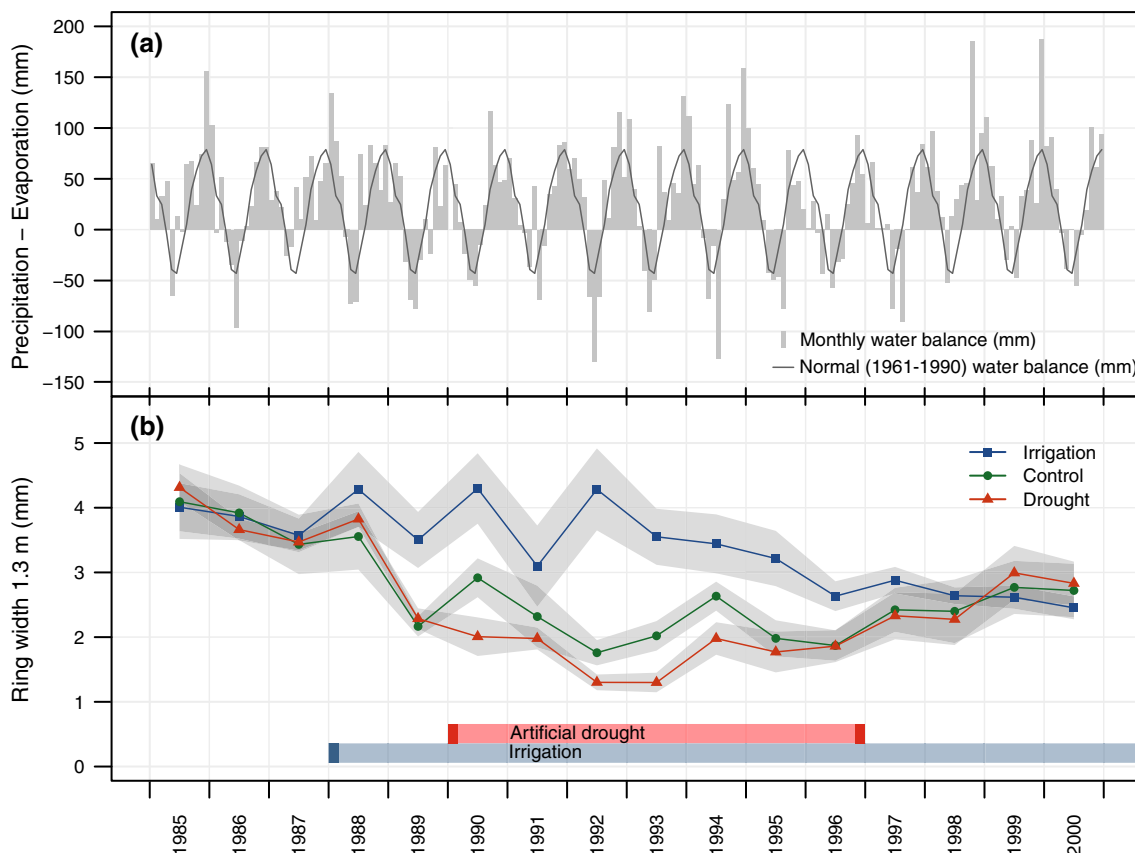 (a)
Precipitation – Evaporation (mm)
200
150
100
50
0
−50
−100
−150
Monthly water balance (mm)
Normal (1961-1990) water balance (mm)
(b)
Ring width 1.3 m (mm)
5
4
3
2
1
0
Irrigation
Control
Drought
Artificial drought
Irrigation
1985
1986
1987
1988
1989
1990
1991
1992
1993
1994
1995
1996
1997
1998
1999
2000